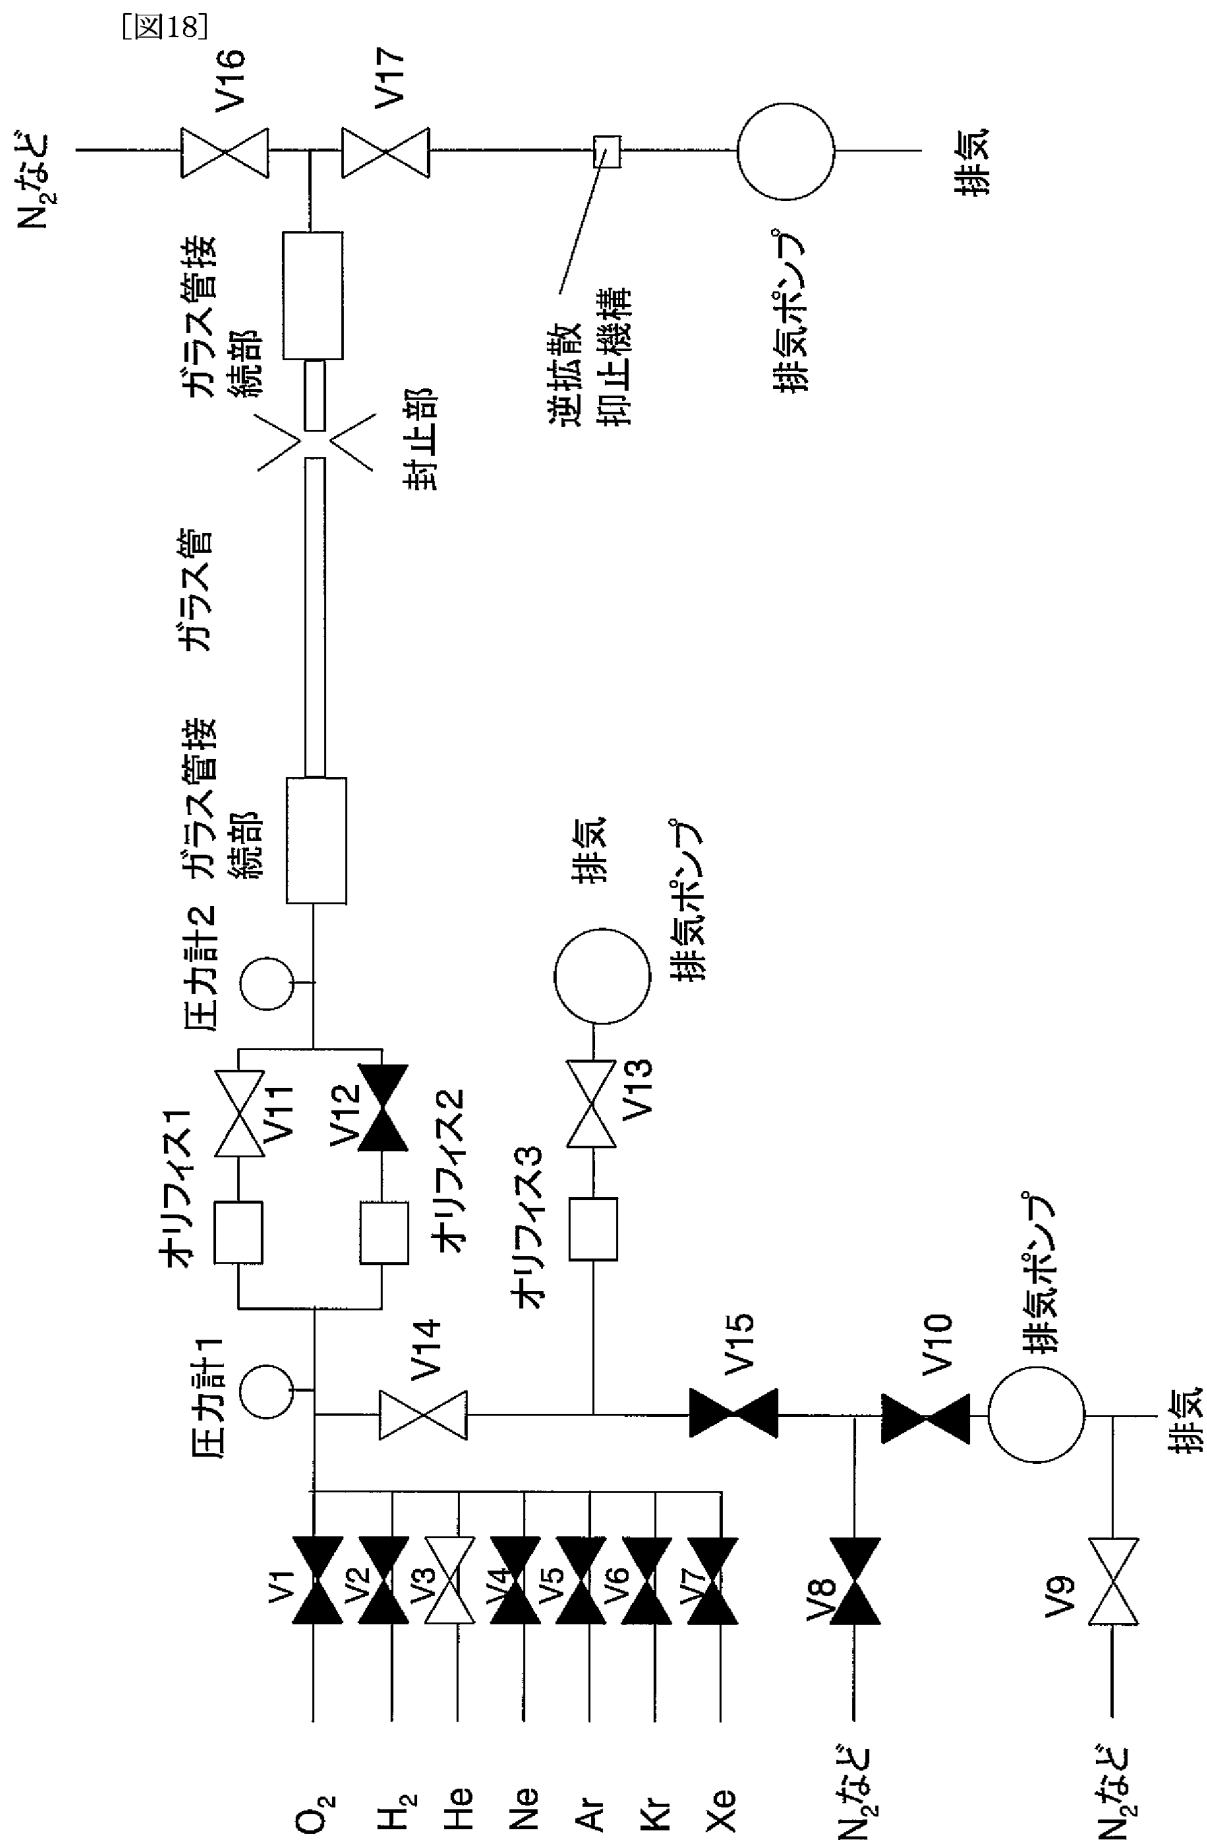 [図18]
N₂など
V16
V17
ガラス管接
続部
封止部
逆拡散
抑止機構
排気ポンプ
排気
ガラス管
ガラス管接
続部
圧力計2
排気
排気ポンプ
オリフィス1
V11
V12
オリフィス2
オリフィス3
V13
圧力計1
V14
V15
V10
排気ポンプ
排気
V1
V2
V3
V4
V5
V6
V7
V8
V9
O₂
H₂
He
Ne
Ar
Kr
Xe
N₂など
N₂など